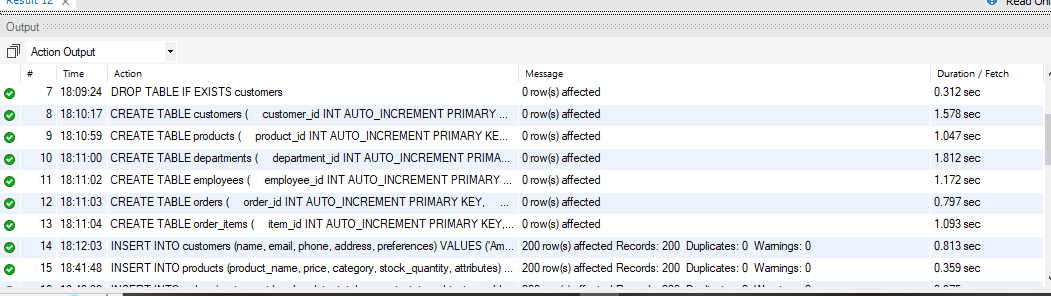 Result 12
Read Onl
Output
Action Output
# Time Action Message Duration / Fetch
7 18:09:24 DROP TABLE IF EXISTS customers 0 row(s) affected 0.312 sec
8 18:10:17 CREATE TABLE customers ( customer_id INT AUTO_INCREMENT PRIMARY ... 0 row(s) affected 1.578 sec
9 18:10:59 CREATE TABLE products ( product_id INT AUTO_INCREMENT PRIMARY KE... 0 row(s) affected 1.047 sec
10 18:11:00 CREATE TABLE departments ( department_id INT AUTO_INCREMENT PRIMA... 0 row(s) affected 1.812 sec
11 18:11:02 CREATE TABLE employees ( employee_id INT AUTO_INCREMENT PRIMARY ... 0 row(s) affected 1.172 sec
12 18:11:03 CREATE TABLE orders ( order_id INT AUTO_INCREMENT PRIMARY KEY, ... 0 row(s) affected 0.797 sec
13 18:11:04 CREATE TABLE order_items ( item_id INT AUTO_INCREMENT PRIMARY KEY,... 0 row(s) affected 1.093 sec
14 18:12:03 INSERT INTO customers (name, email, phone, address, preferences) VALUES ('Am... 200 row(s) affected Records: 200 Duplicates: 0 Warnings: 0 0.813 sec
15 18:41:48 INSERT INTO products (product_name, price, category, stock_quantity, attributes) ... 200 row(s) affected Records: 200 Duplicates: 0 Warnings: 0 0.359 sec